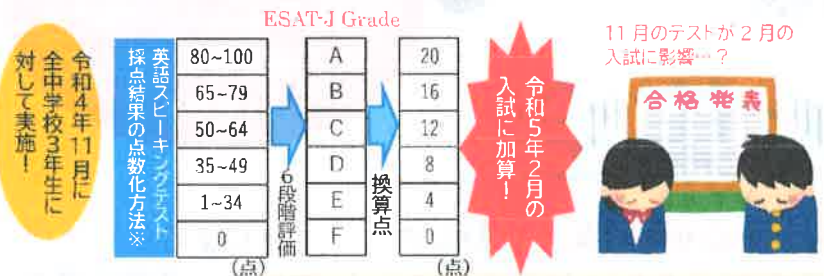 ESAT-J Grade
令和4年11月に
全中学校3年生に
対して実施!
英語スピーキングテスト
採点結果の点数化方法※
80~100
65~79
50~64
35~49
1~34
0
(点)
6段階評価
A
B
C
D
E
F
換算点
20
16
12
8
4
0
(点)
令和5年2月の
入試に加算!
11月のテストが2月の
入試に影響…?
合格発表